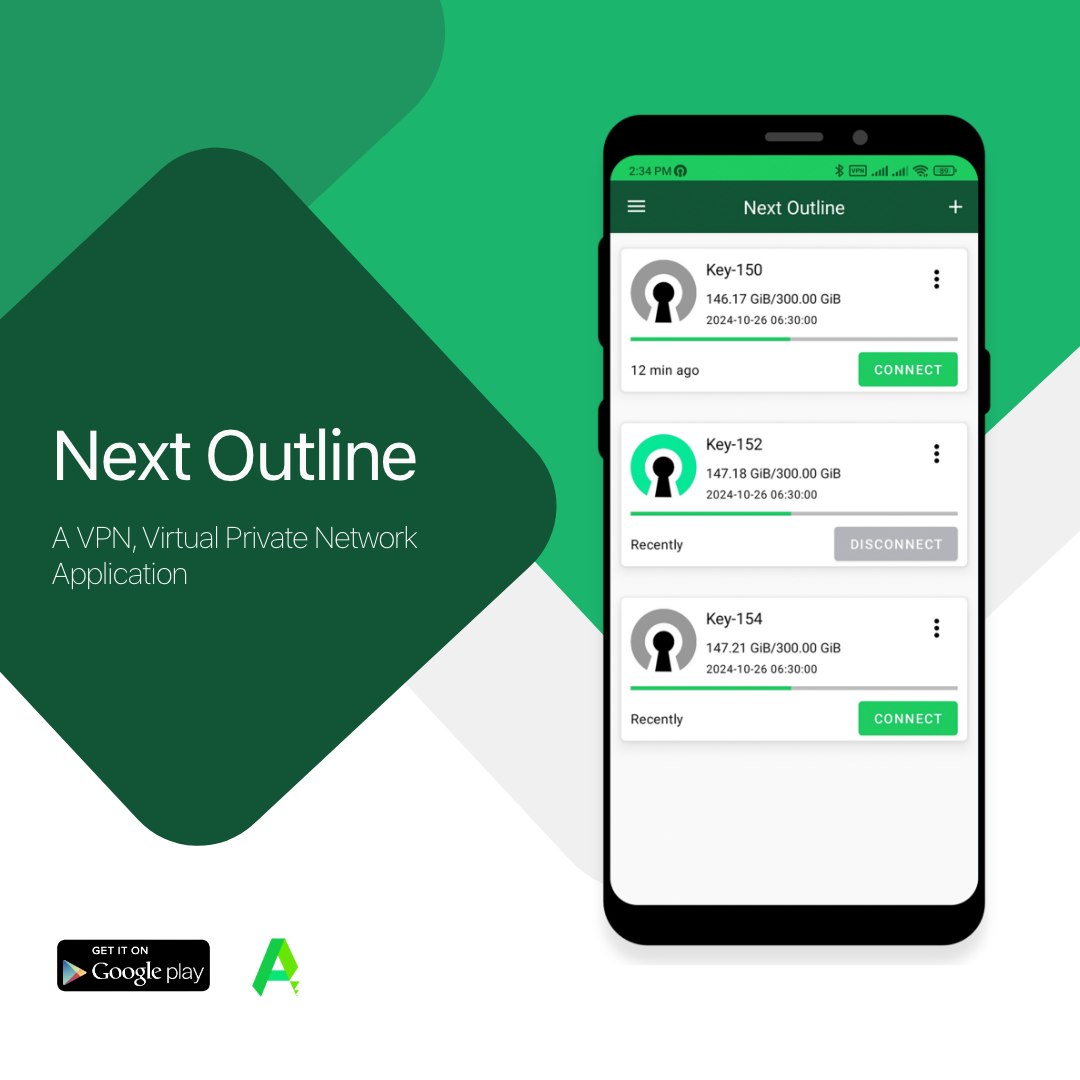 Next Outline
A VPN, Virtual Private Network
Application
GET IT ON
Google play
2:34 PM
VPN
89
Next Outline
Key-150
146.17 GiB/300.00 GiB
2024-10-26 06:30:00
12 min ago
CONNECT
Key-152
147.18 GiB/300.00 GiB
2024-10-26 06:30:00
Recently
DISCONNECT
Key-154
147.21 GiB/300.00 GiB
2024-10-26 06:30:00
Recently
CONNECT